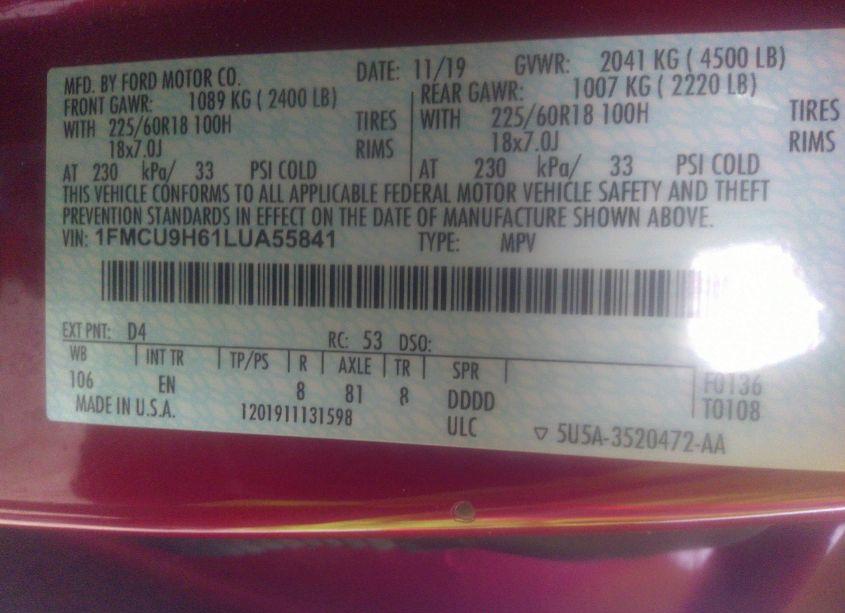 MFD. BY FORD MOTOR CO. DATE: 11/19 GVWR: 2041 KG ( 4500 LB)
FRONT GAWR: 1089 KG ( 2400 LB) REAR GAWR: 1007 KG ( 2220 LB)
WITH 225/60R18 100H TIRES WITH 225/60R18 100H TIRES
18x7.0J RIMS 18x7.0J RIMS
AT 230 kPa/ 33 PSI COLD AT 230 kPa/ 33 PSI COLD
THIS VEHICLE CONFORMS TO ALL APPLICABLE FEDERAL MOTOR VEHICLE SAFETY AND THEFT
PREVENTION STANDARDS IN EFFECT ON THE DATE OF MANUFACTURE SHOWN ABOVE.
VIN: 1FMCU9H61LUA55841 TYPE: MPV
EXT PNT: D4 RC: 53 DSO:
WB INT TR TP/PS R AXLE TR SPR
106 EN 8 81 8 DDDD F0136
MADE IN U.S.A. 1201911131598 ULC T0108
▽ 5U5A-3520472-AA